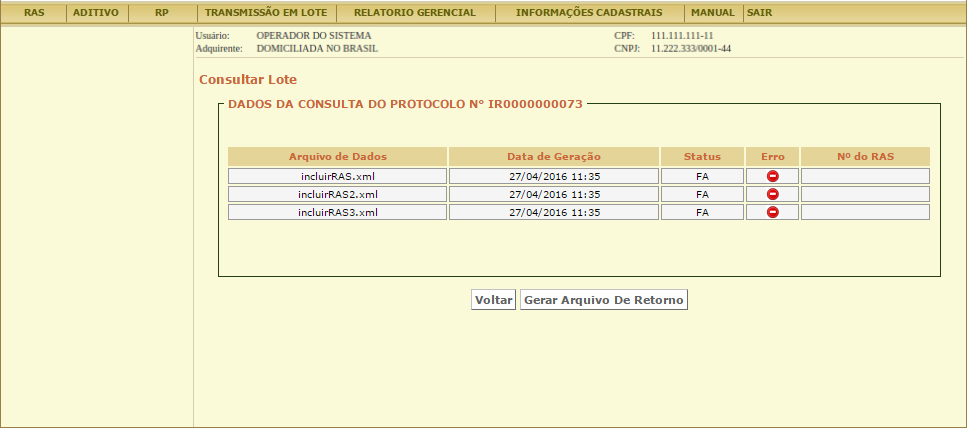 RAS ADITIVO RP TRANSMISSÃO EM LOTE RELATORIO GERENCIAL INFORMAÇÕES CADASTRAIS MANUAL SAIR
Usuário: OPERADOR DO SISTEMA CPF: 111.111.111-11
Adquirente: DOMICILIADA NO BRASIL CNPJ: 11.222.333/0001-44
Consultar Lote
DADOS DA CONSULTA DO PROTOCOLO N° IR0000000073
Arquivo de Dados Data de Geração Status Erro Nº do RAS
incluirRAS.xml 27/04/2016 11:35 FA
incluirRAS2.xml 27/04/2016 11:35 FA
incluirRAS3.xml 27/04/2016 11:35 FA
Voltar Gerar Arquivo De Retorno